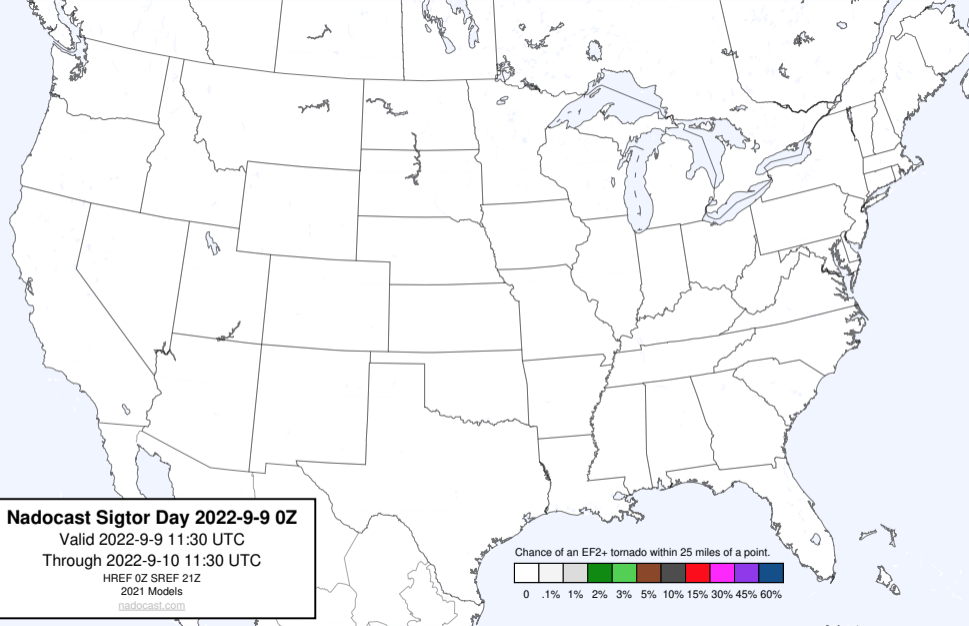 Nadocast Sigtor Day 2022-9-9 0Z
Valid 2022-9-9 11:30 UTC
Through 2022-9-10 11:30 UTC
HREF 0Z SREF 21Z
2021 Models
nadocast.com
Chance of an EF2+ tornado within 25 miles of a point.
0 .1% 1% 2% 3% 5% 10% 15% 30% 45% 60%